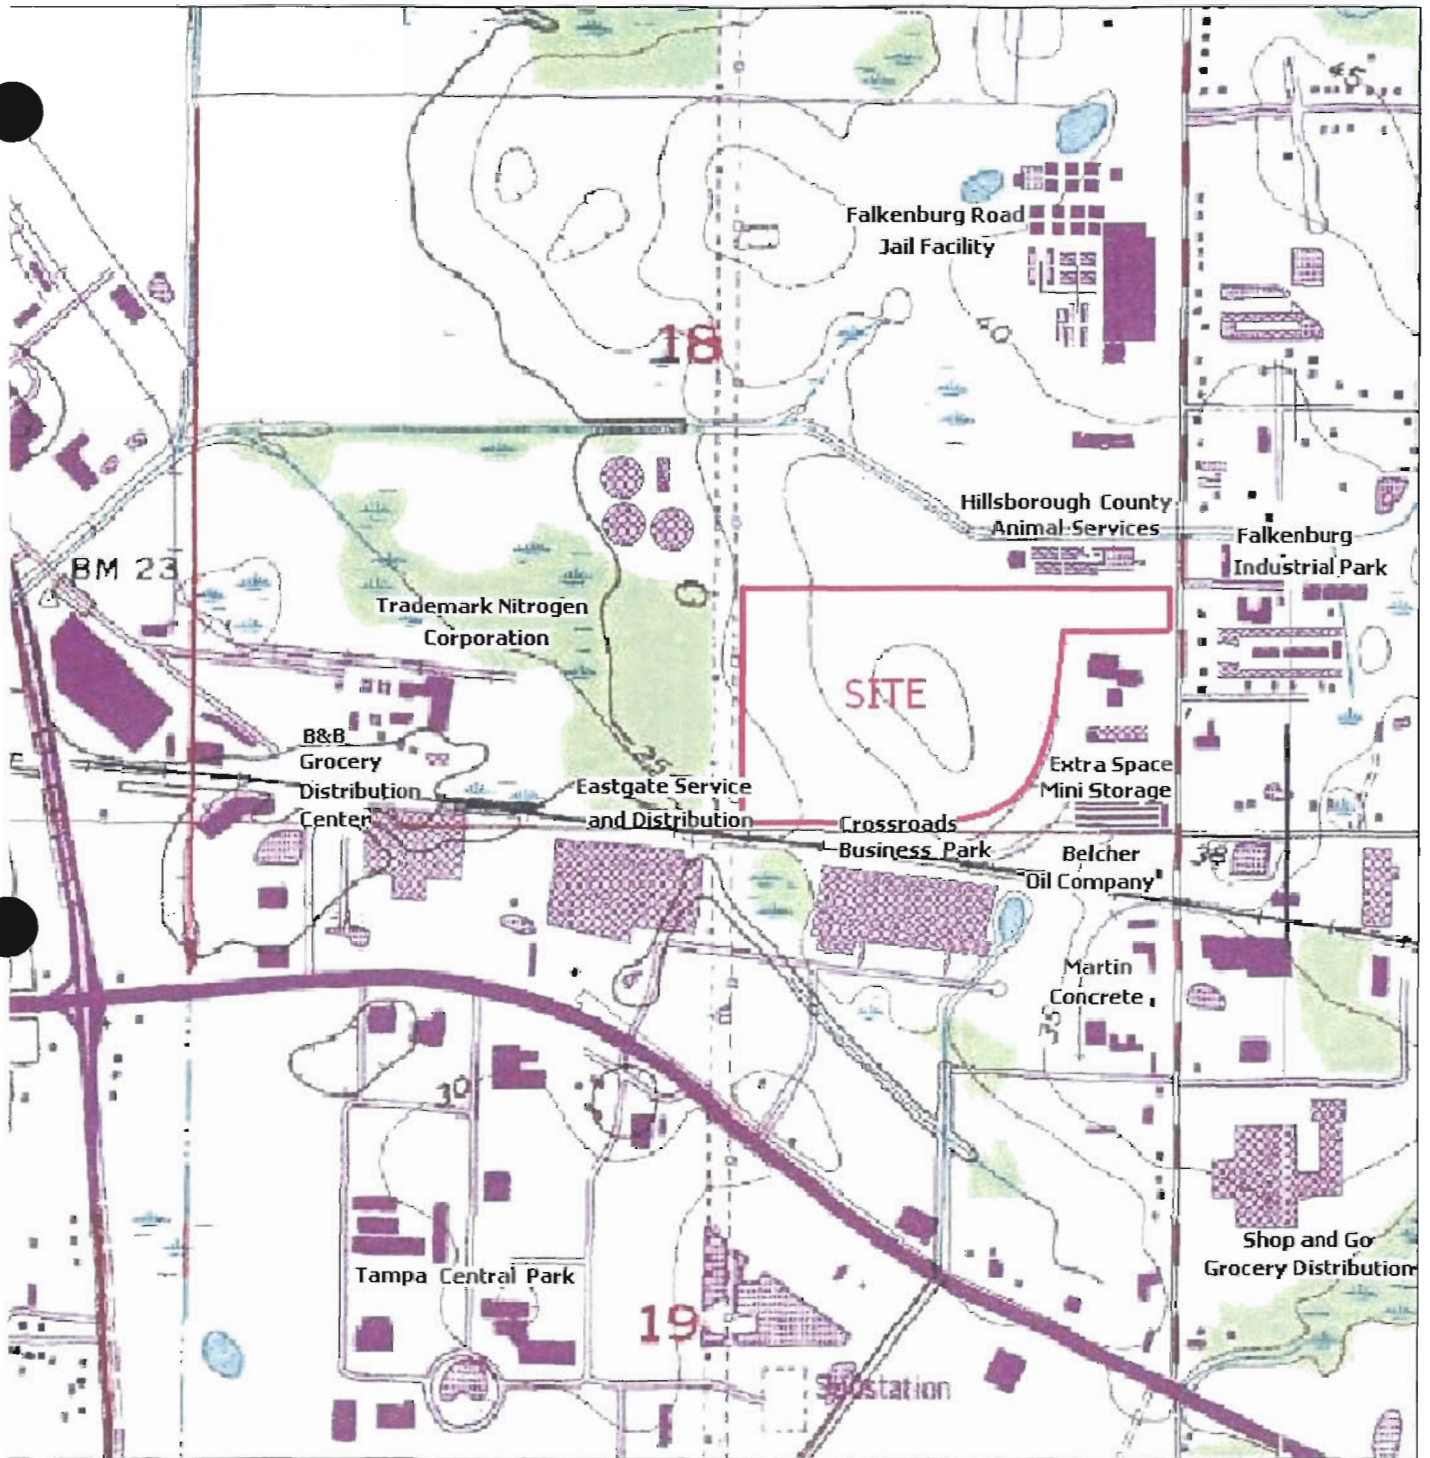 45
Falkenburg Road
Jail Facility
40
18
Hillsborough County
Animal Services
Falkenburg
Industrial Park
BM 23
Trademark Nitrogen
Corporation
SITE
B&B
Grocery
Distribution
Center
25
Eastgate Service
and Distribution
Extra Space
Mini Storage
Crossroads
Business Park
Belcher
Oil Company
Martin
Concrete
35
30
Shop and Go
Grocery Distribution
Tampa Central Park
19
Substation